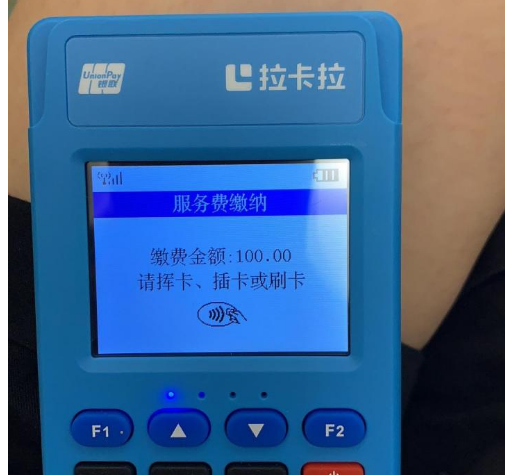 UnionPay
银联
拉卡拉
服务费缴纳
缴费金额:100.00
请挥卡、插卡或刷卡
F1
F2